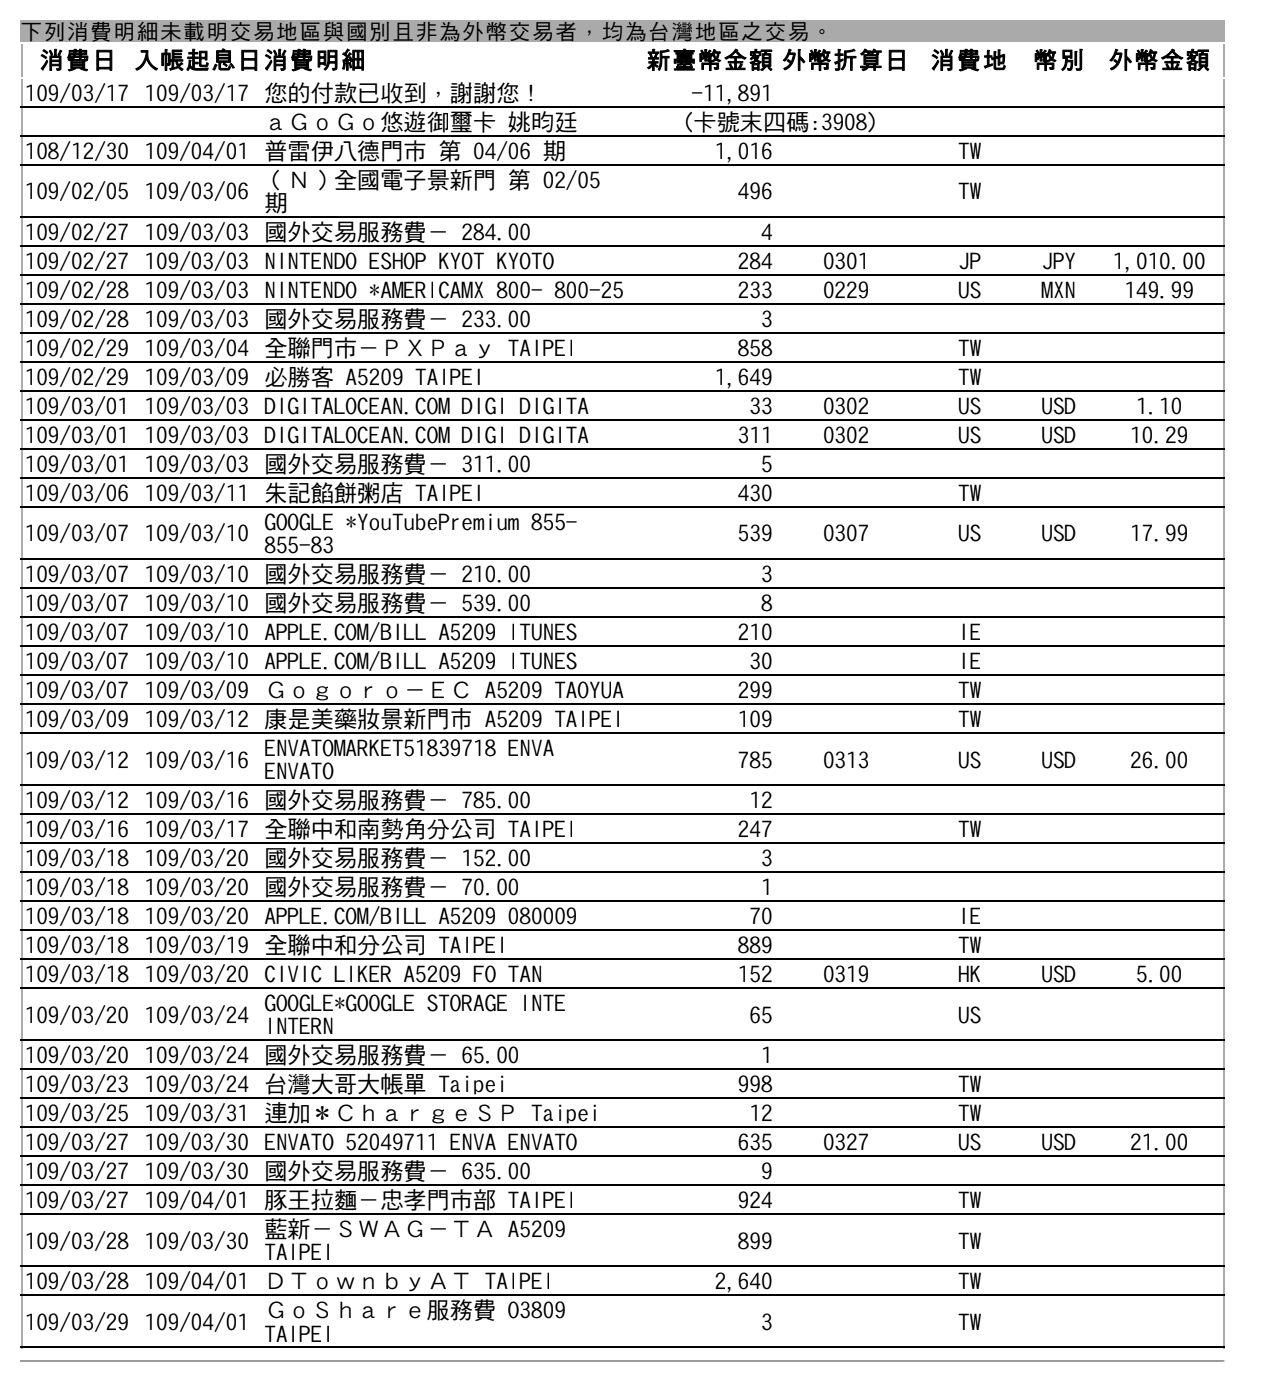 下列消費明細未載明交易地區與國別且非為外幣交易者，均為台灣地區之交易。
消費日 入帳起息日 消費明細 新臺幣金額 外幣折算日 消費地 幣別 外幣金額
109/03/17 109/03/17 您的付款已收到，謝謝您！ -11,891
ａＧｏＧｏ悠遊御璽卡 姚昀廷 (卡號末四碼:3908)
108/12/30 109/04/01 普雷伊八德門市 第 04/06 期 1,016 TW
109/02/05 109/03/06 （Ｎ）全國電子景新門 第 02/05
期 496 TW
109/02/27 109/03/03 國外交易服務費－ 284.00 4
109/02/27 109/03/03 NINTENDO ESHOP KYOT KYOTO 284 0301 JP JPY 1,010.00
109/02/28 109/03/03 NINTENDO *AMERICAMX 800- 800-25 233 0229 US MXN 149.99
109/02/28 109/03/03 國外交易服務費－ 233.00 3
109/02/29 109/03/04 全聯門市－ＰＸＰａｙ TAIPEI 858 TW
109/02/29 109/03/09 必勝客 A5209 TAIPEI 1,649 TW
109/03/01 109/03/03 DIGITALOCEAN.COM DIGI DIGITA 33 0302 US USD 1.10
109/03/01 109/03/03 DIGITALOCEAN.COM DIGI DIGITA 311 0302 US USD 10.29
109/03/01 109/03/03 國外交易服務費－ 311.00 5
109/03/06 109/03/11 朱記餡餅粥店 TAIPEI 430 TW
109/03/07 109/03/10 GOOGLE *YouTubePremium 855-
855-83 539 0307 US USD 17.99
109/03/07 109/03/10 國外交易服務費－ 210.00 3
109/03/07 109/03/10 國外交易服務費－ 539.00 8
109/03/07 109/03/10 APPLE.COM/BILL A5209 ITUNES 210 IE
109/03/07 109/03/10 APPLE.COM/BILL A5209 ITUNES 30 IE
109/03/07 109/03/09 Ｇｏｇｏｒｏ－ＥＣ A5209 TAOYUA 299 TW
109/03/09 109/03/12 康是美藥妝景新門市 A5209 TAIPEI 109 TW
109/03/12 109/03/16 ENVATOMARKET51839718 ENVA
ENVATO 785 0313 US USD 26.00
109/03/12 109/03/16 國外交易服務費－ 785.00 12
109/03/16 109/03/17 全聯中和南勢角分公司 TAIPEI 247 TW
109/03/18 109/03/20 國外交易服務費－ 152.00 3
109/03/18 109/03/20 國外交易服務費－ 70.00 1
109/03/18 109/03/20 APPLE.COM/BILL A5209 080009 70 IE
109/03/18 109/03/19 全聯中和分公司 TAIPEI 889 TW
109/03/18 109/03/20 CIVIC LIKER A5209 FO TAN 152 0319 HK USD 5.00
109/03/20 109/03/24 GOOGLE*GOOGLE STORAGE INTE
INTERN 65 US
109/03/20 109/03/24 國外交易服務費－ 65.00 1
109/03/23 109/03/24 台灣大哥大帳單 Taipei 998 TW
109/03/25 109/03/31 連加＊ＣｈａｒｇｅＳＰ Taipei 12 TW
109/03/27 109/03/30 ENVATO 52049711 ENVA ENVATO 635 0327 US USD 21.00
109/03/27 109/03/30 國外交易服務費－ 635.00 9
109/03/27 109/04/01 豚王拉麵－忠孝門市部 TAIPEI 924 TW
109/03/28 109/03/30 藍新－ＳＷＡＧ－ＴＡ A5209
TAIPEI 899 TW
109/03/28 109/04/01 ＤＴｏｗｎｂｙＡＴ TAIPEI 2,640 TW
109/03/29 109/04/01 ＧｏＳｈａｒｅ服務費 03809
TAIPEI 3 TW